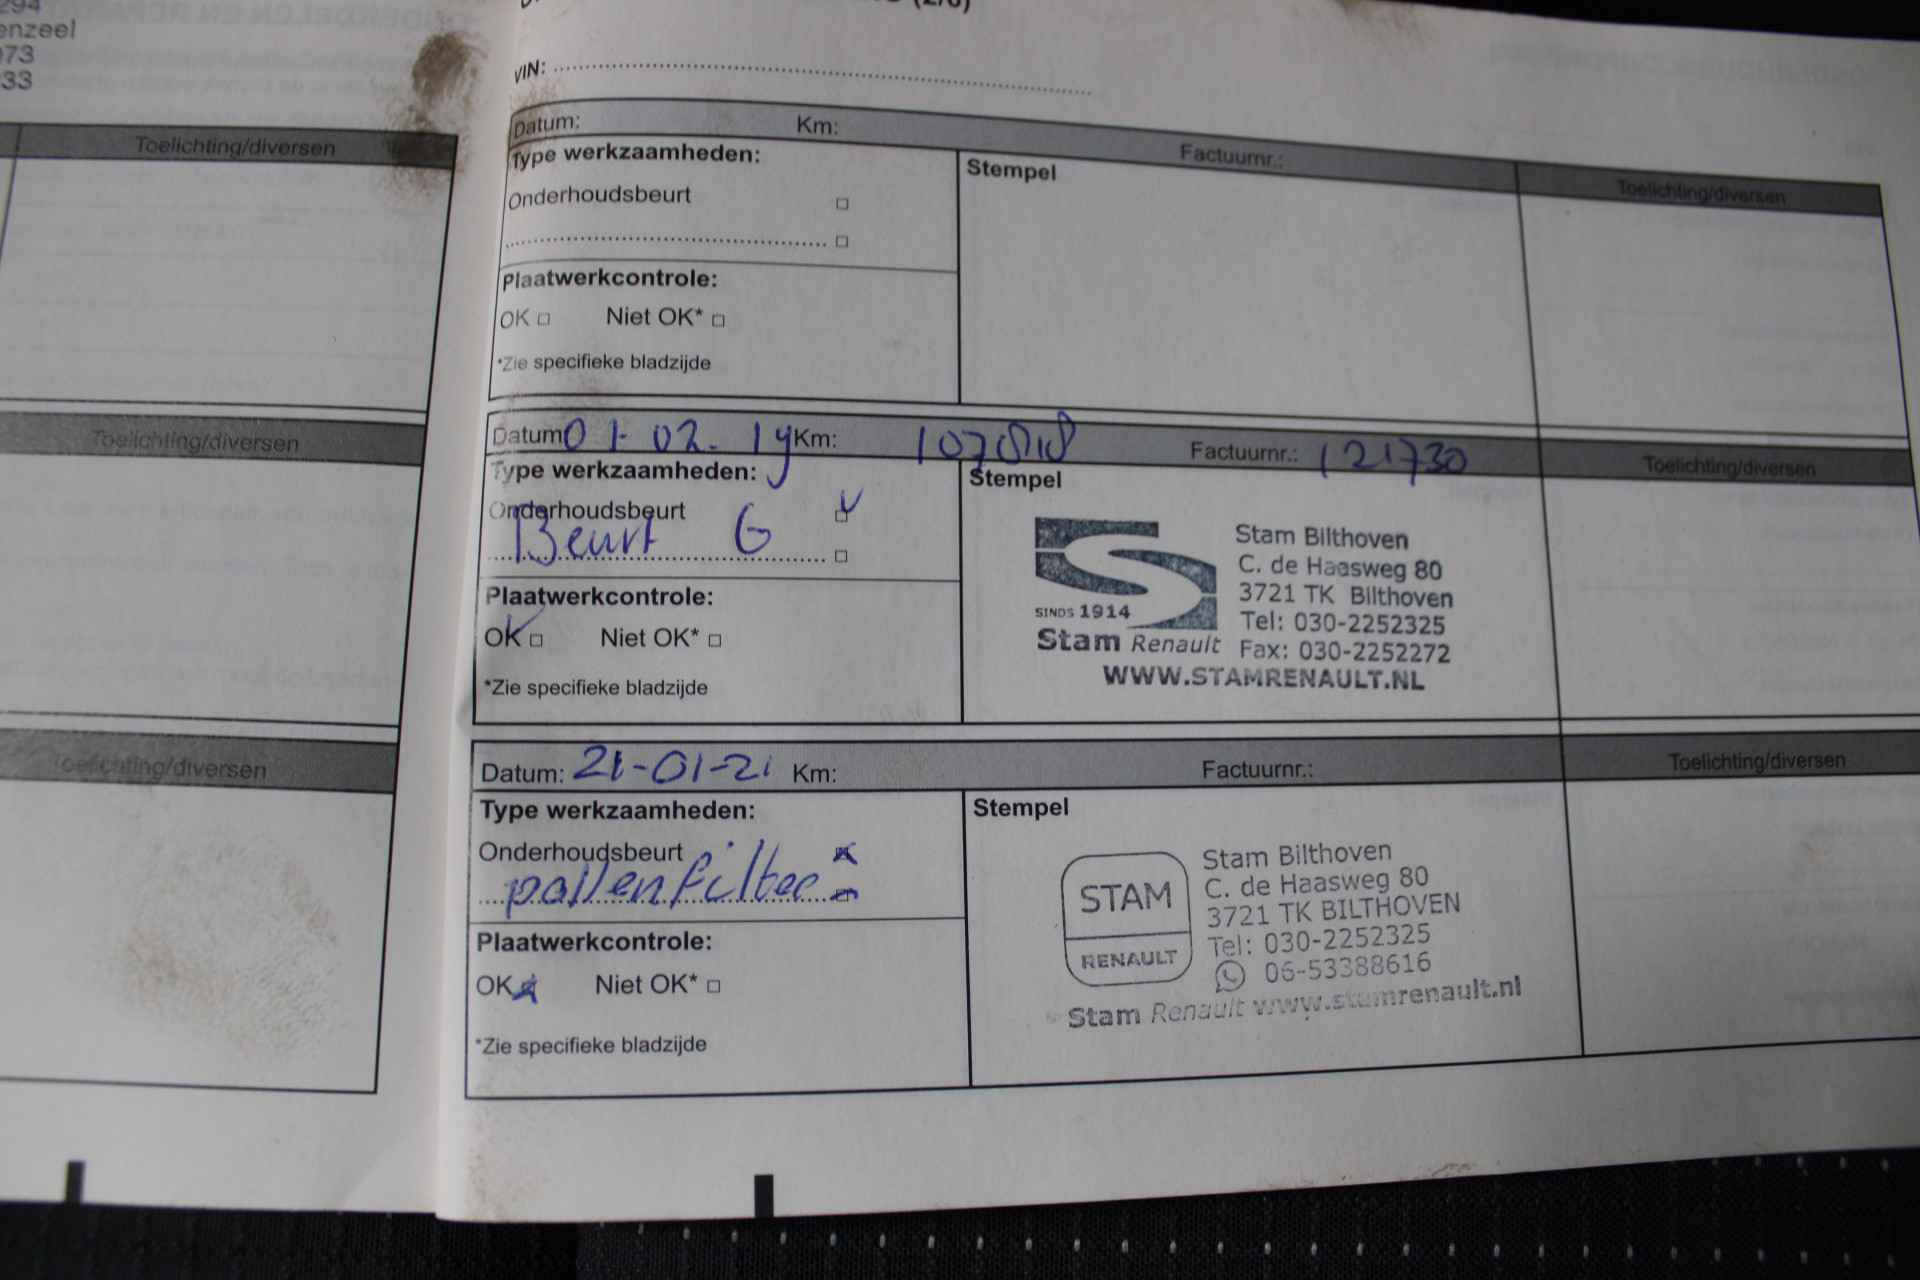 294
enzeel
973
33
Toelichting/diversen
Toelichting/diversen
Toelichting/diversen
VIN:
Datum: Km: Factuurnr.: Toelichting/diversen
Type werkzaamheden:
Stempel
Onderhoudsbeurt
Plaatwerkcontrole:
OK Niet OK*
*Zie specifieke bladzijde
Datum 01-02-19 Km: 107818 Factuurnr.: 121730 Toelichting/diversen
Type werkzaamheden:
Stempel
Onderhoudsbeurt
Beurt G
Plaatwerkcontrole:
OK Niet OK*
*Zie specifieke bladzijde
Stam Bilthoven
C. de Haasweg 80
3721 TK Bilthoven
SINDS 1914
Tel: 030-2252325
Stam Renault Fax: 030-2252272
WWW.STAMRENAULT.NL
Datum: 21-01-21 Km: Factuurnr.: Toelichting/diversen
Type werkzaamheden:
Stempel
Onderhoudsbeurt
pollenfilter
Plaatwerkcontrole:
OK Niet OK*
*Zie specifieke bladzijde
STAM
RENAULT
Stam Bilthoven
C. de Haasweg 80
3721 TK BILTHOVEN
Tel: 030-2252325
06-53388616
Stam Renault www.stamrenault.nl